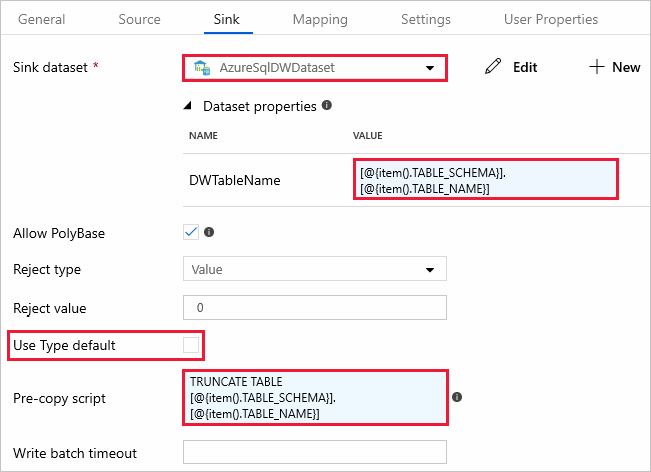 General Source Sink Mapping Settings User Properties
Sink dataset * AzureSqlDWDataset Edit + New
Dataset properties
NAME VALUE
DWTableName [@{item().TABLE_SCHEMA}].
[@{item().TABLE_NAME}]
Allow PolyBase
Reject type Value
Reject value 0
Use Type default
Pre-copy script TRUNCATE TABLE
[@{item().TABLE_SCHEMA}].
[@{item().TABLE_NAME}]
Write batch timeout